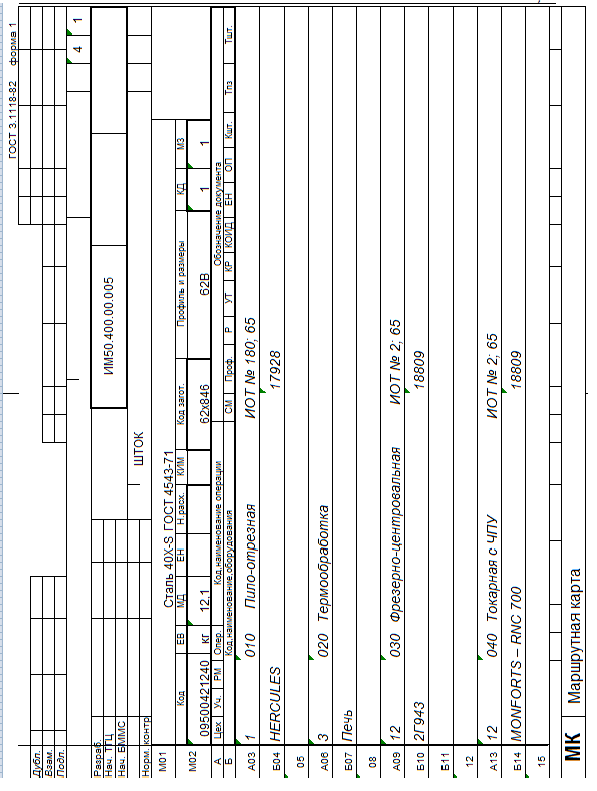 ГОСТ 3.1118-82 форма 1
Дубл.
Взам.
Подл.
4 1
Разраб.
Нач. ТГЦ
Нач. БММС
ИМ50.400.00.005
Норм. контр
ШТОК
М01 Сталь 40Х-S ГОСТ 4543-71
Код ЕВ МД ЕН Н.расх. КИМ Код загот. Профиль и размеры КД МЗ
М02 09500421240 кг 12.1 62х846 62В 1 1
А Цех Уч. РМ Опер. Код,наименование операции Обозначение документа
Б Код,наименование,оборудования СМ Проф. Р УТ КР КОИД ЕН ОП Кшт. Тпз Тшт.
А03 1 010 Пило-отрезная ИОТ № 180; 65
Б04 HERCULES 17928
05
А06 3 020 Термообработка
Б07 Печь
08
А09 12 030 Фрезерно-центровальная ИОТ № 2; 65
Б10 2Г943 18809
Б11
12
А13 12 040 Токарная с ЧПУ ИОТ № 2; 65
Б14 MONFORTS – RNC 700 18809
15
МК Маршрутная карта